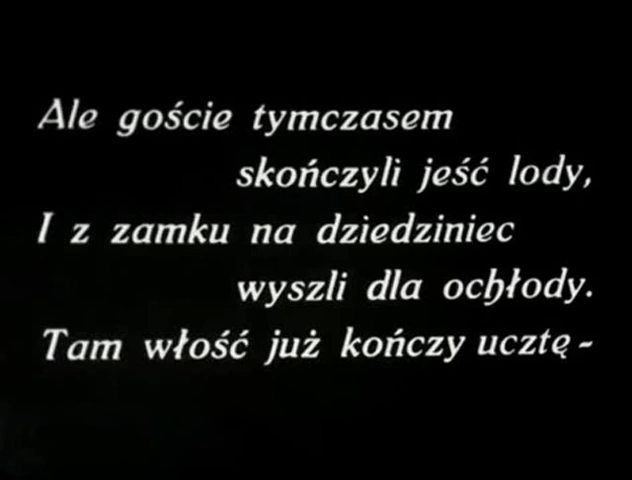 Ale goście tymczasem
skończyli jeść lody,
I z zamku na dziedziniec
wyszli dla ochłody.
Tam włość już kończy ucztę -